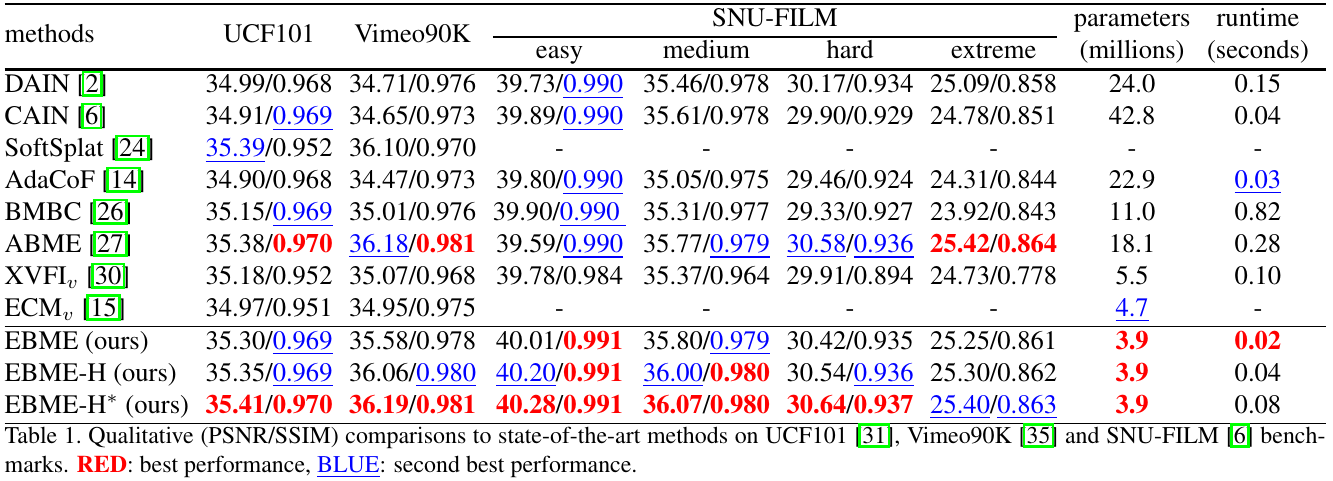 methods UCF101 Vimeo90K SNU-FILM parameters runtime
easy medium hard extreme (millions) (seconds)
DAIN [2] 34.99/0.968 34.71/0.976 39.73/0.990 35.46/0.978 30.17/0.934 25.09/0.858 24.0 0.15
CAIN [6] 34.91/0.969 34.65/0.973 39.89/0.990 35.61/0.978 29.90/0.929 24.78/0.851 42.8 0.04
SoftSplat [24] 35.39/0.952 36.10/0.970 - - - - - -
AdaCoF [14] 34.90/0.968 34.47/0.973 39.80/0.990 35.05/0.975 29.46/0.924 24.31/0.844 22.9 0.03
BMBC [26] 35.15/0.969 35.01/0.976 39.90/0.990 35.31/0.977 29.33/0.927 23.92/0.843 11.0 0.82
ABME [27] 35.38/0.970 36.18/0.981 39.59/0.990 35.77/0.979 30.58/0.936 25.42/0.864 18.1 0.28
XVFIv [30] 35.18/0.952 35.07/0.968 39.78/0.984 35.37/0.964 29.91/0.894 24.73/0.778 5.5 0.10
ECMv [15] 34.97/0.951 34.95/0.975 - - - - 4.7 -
EBME (ours) 35.30/0.969 35.58/0.978 40.01/0.991 35.80/0.979 30.42/0.935 25.25/0.861 3.9 0.02
EBME-H (ours) 35.35/0.969 36.06/0.980 40.20/0.991 36.00/0.980 30.54/0.936 25.30/0.862 3.9 0.04
EBME-H* (ours) 35.41/0.970 36.19/0.981 40.28/0.991 36.07/0.980 30.64/0.937 25.40/0.863 3.9 0.08
Table 1. Qualitative (PSNR/SSIM) comparisons to state-of-the-art methods on UCF101 [31], Vimeo90K [35] and SNU-FILM [6] bench-
marks. RED: best performance, BLUE: second best performance.